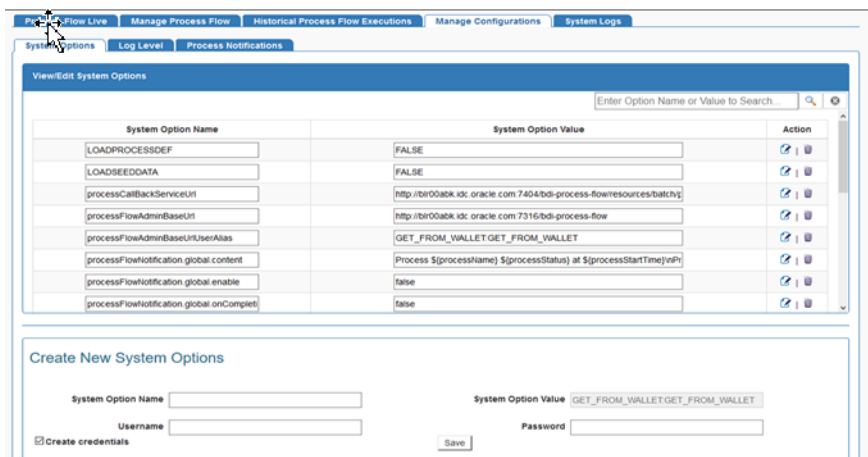 Flow Live Manage Process Flow Historical Process Flow Executions Manage Configurations System Logs
System Options Log Level Process Notifications
View/Edit System Options
Enter Option Name or Value to Search...
System Option Name System Option Value Action
LOADPROCESSDEF FALSE
LOADSEEDDATA FALSE
processCallBackServiceUrl http://blr00abk.idc.oracle.com:7404/bdi-process-flow/resources/batch/p
processFlowAdminBaseUrl http://blr00abk.idc.oracle.com:7316/bdi-process-flow
processFlowAdminBaseUrlUserAlias GET_FROM_WALLET:GET_FROM_WALLET
processFlowNotification.global.content Process ${processName} ${processStatus} at ${processStartTime}\nPr
processFlowNotification.global.enable false
processFlowNotification.global.onCompleti false
Create New System Options
System Option Name System Option Value GET_FROM_WALLET:GET_FROM_WALLET
Username Password
Create credentials Save